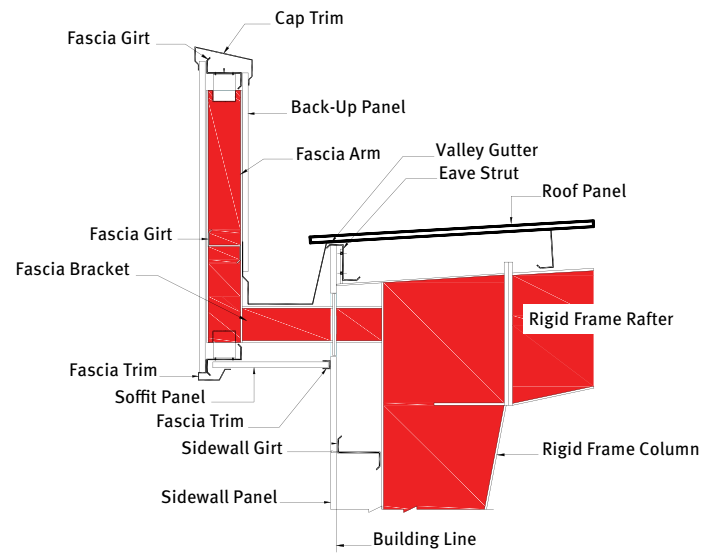 Cap Trim
Fascia Girt
Back-Up Panel
Fascia Arm
Valley Gutter
Eave Strut
Roof Panel
Fascia Girt
Fascia Bracket
Rigid Frame Rafter
Fascia Trim
Soffit Panel
Fascia Trim
Sidewall Girt
Rigid Frame Column
Sidewall Panel
Building Line